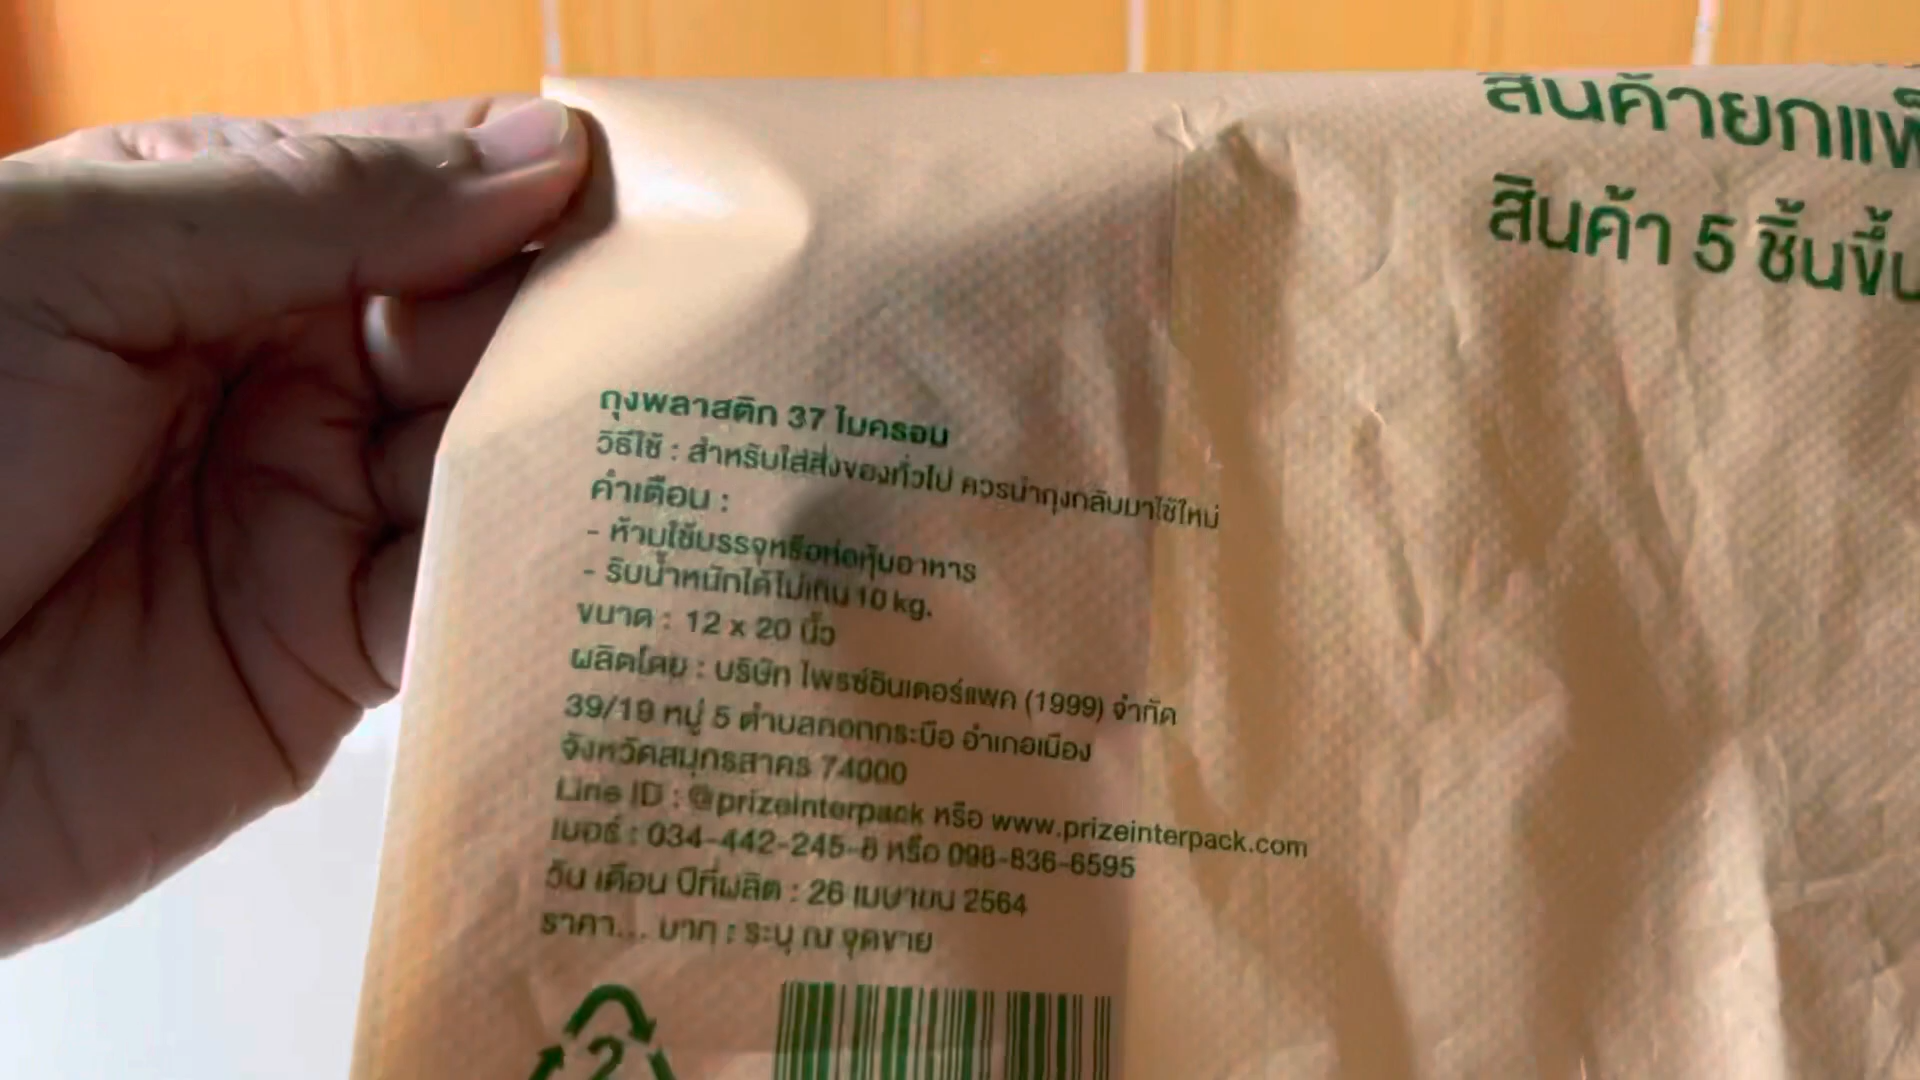 สินค้ายกแพ็
สินค้า 5 ชิ้นขึ้น
ถุงพลาสติก 37 ไมครอน
วิธีใช้ : สำหรับใส่สิ่งของทั่วไป ควรนำถุงกลับมาใช้ใหม่
คำเตือน :
- ห้ามใช้บรรจุหรือห่อหุ้มอาหาร
- รับน้ำหนักได้ไม่เกิน 10 kg.
ขนาด : 12 x 20 นิ้ว
ผลิตโดย : บริษัท ไพรซ์อินเตอร์แพค (1999) จำกัด
39/19 หมู่ 5 ตำบลคอกกระบือ อำเภอเมือง
จังหวัดสมุทรสาคร 74000
Line ID : @prizeinterpack หรือ www.prizeinterpack.com
เบอร์ : 034-442-245-8 หรือ 098-836-6595
วัน เดือน ปีที่ผลิต : 26 เมษายน 2564
ราคา... บาท : ระบุ ณ จุดขาย
2